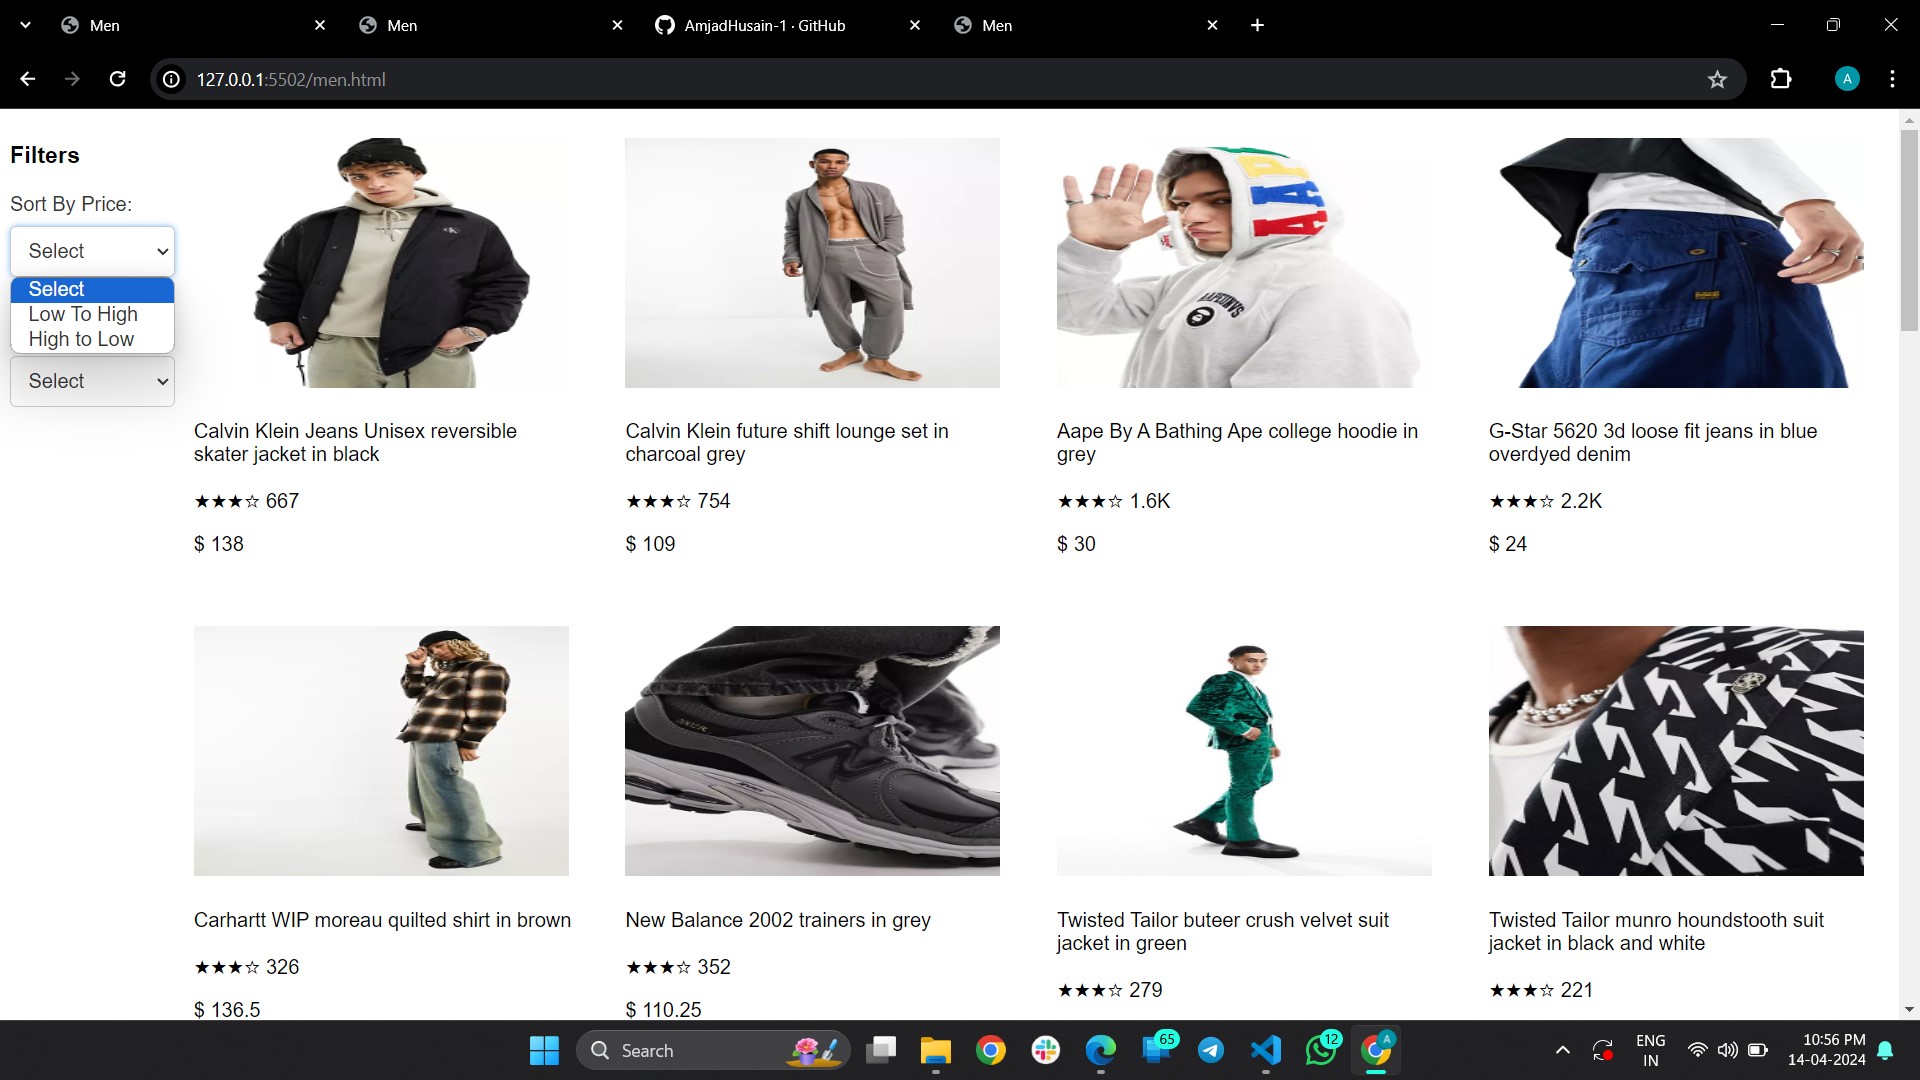 Men
Men
AmjadHusain-1 · GitHub
Men
127.0.0.1:5502/men.html
A
Filters
Sort By Price:
Select
Select
Low To High
High to Low
Select
Calvin Klein Jeans Unisex reversible
skater jacket in black
★★★☆ 667
$ 138
Calvin Klein future shift lounge set in
charcoal grey
★★★☆ 754
$ 109
AAPEUNVS
Aape By A Bathing Ape college hoodie in
grey
★★★☆ 1.6K
$ 30
G-Star 5620 3d loose fit jeans in blue
overdyed denim
★★★☆ 2.2K
$ 24
Carhartt WIP moreau quilted shirt in brown
★★★☆ 326
$ 136.5
New Balance 2002 trainers in grey
★★★☆ 352
$ 110.25
Twisted Tailor buteer crush velvet suit
jacket in green
★★★☆ 279
Twisted Tailor munro houndstooth suit
jacket in black and white
★★★☆ 221
Search
65
12
A
ENG
IN
10:56 PM
14-04-2024